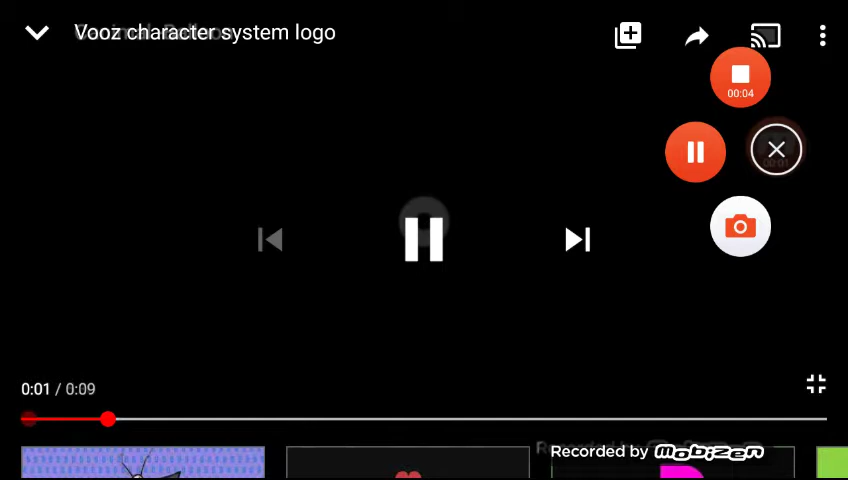 Vooz character system logo
00:04
0:01 / 0:09
Recorded by mobizen